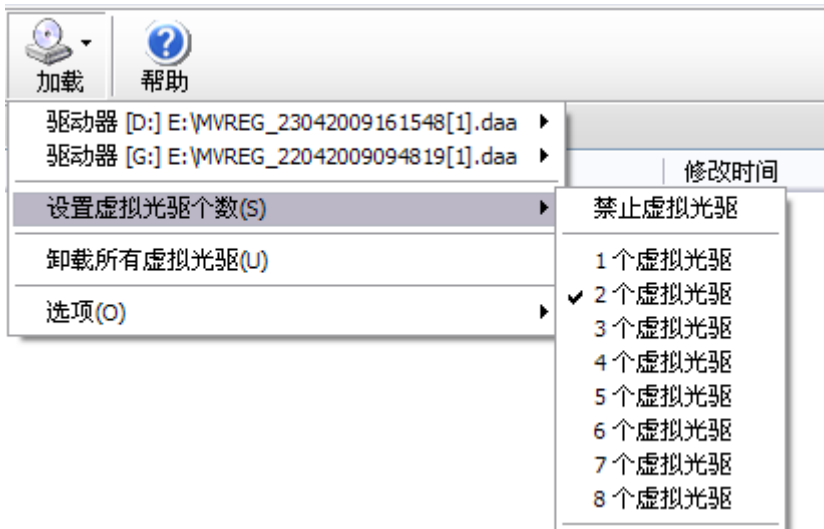 加载
帮助
驱动器 [D:] E:\MVREG_23042009161548[1].daa
驱动器 [G:] E:\MVREG_22042009094819[1].daa
修改时间
设置虚拟光驱个数(S)
禁止虚拟光驱
卸载所有虚拟光驱(U)
选项(O)
1 个虚拟光驱
2 个虚拟光驱
3 个虚拟光驱
4 个虚拟光驱
5 个虚拟光驱
6 个虚拟光驱
7 个虚拟光驱
8 个虚拟光驱